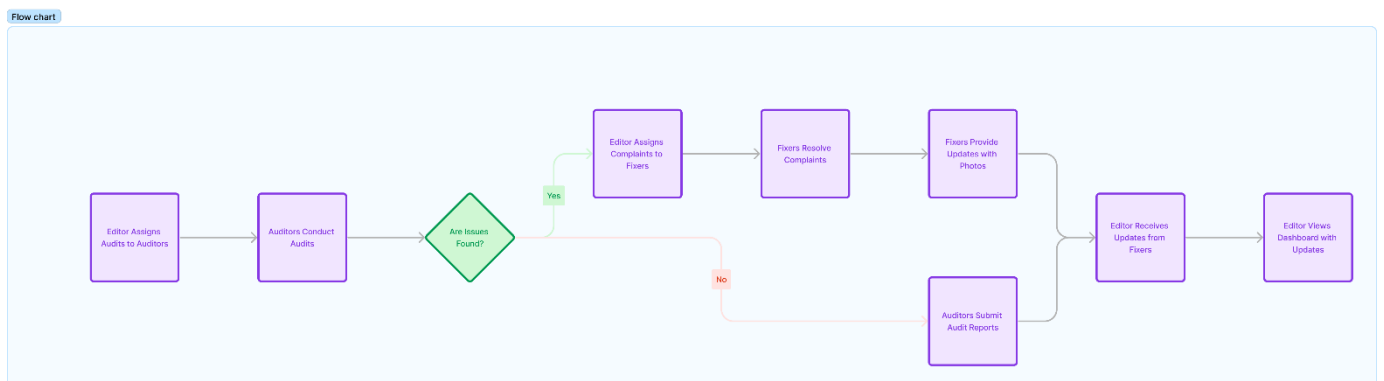 Flow chart
Editor Assigns
Audits to Auditors
Auditors Conduct
Audits
Are Issues
Found?
Yes
Editor Assigns
Complaints to
Fixers
Fixers Resolve
Complaints
Fixers Provide
Updates with
Photos
No
Auditors Submit
Audit Reports
Editor Receives
Updates from
Fixers
Editor Views
Dashboard with
Updates